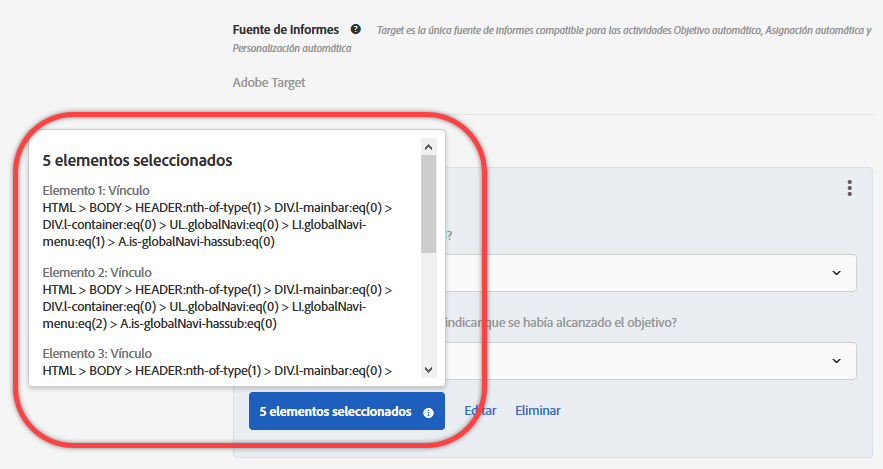 Fuente de Informes ? Target es la única fuente de informes compatible para las actividades Objetivo automático, Asignación automática y
Personalización automática
Adobe Target
5 elementos seleccionados
Elemento 1: Vínculo
HTML > BODY > HEADER:nth-of-type(1) > DIV.l-mainbar:eq(0) >
DIV.l-container:eq(0) > UL.globalNavi:eq(0) > LI.globalNavi-
menu:eq(1) > A.is-globalNavi-hassub:eq(0)
Elemento 2: Vínculo
HTML > BODY > HEADER:nth-of-type(1) > DIV.l-mainbar:eq(0) >
DIV.l-container:eq(0) > UL.globalNavi:eq(0) > LI.globalNavi-
menu:eq(2) > A.is-globalNavi-hassub:eq(0)
Elemento 3: Vínculo
HTML > BODY > HEADER:nth-of-type(1) > DIV.l-mainbar:eq(0) >
?
indicar que se había alcanzado el objetivo?
5 elementos seleccionados i Editar Eliminar